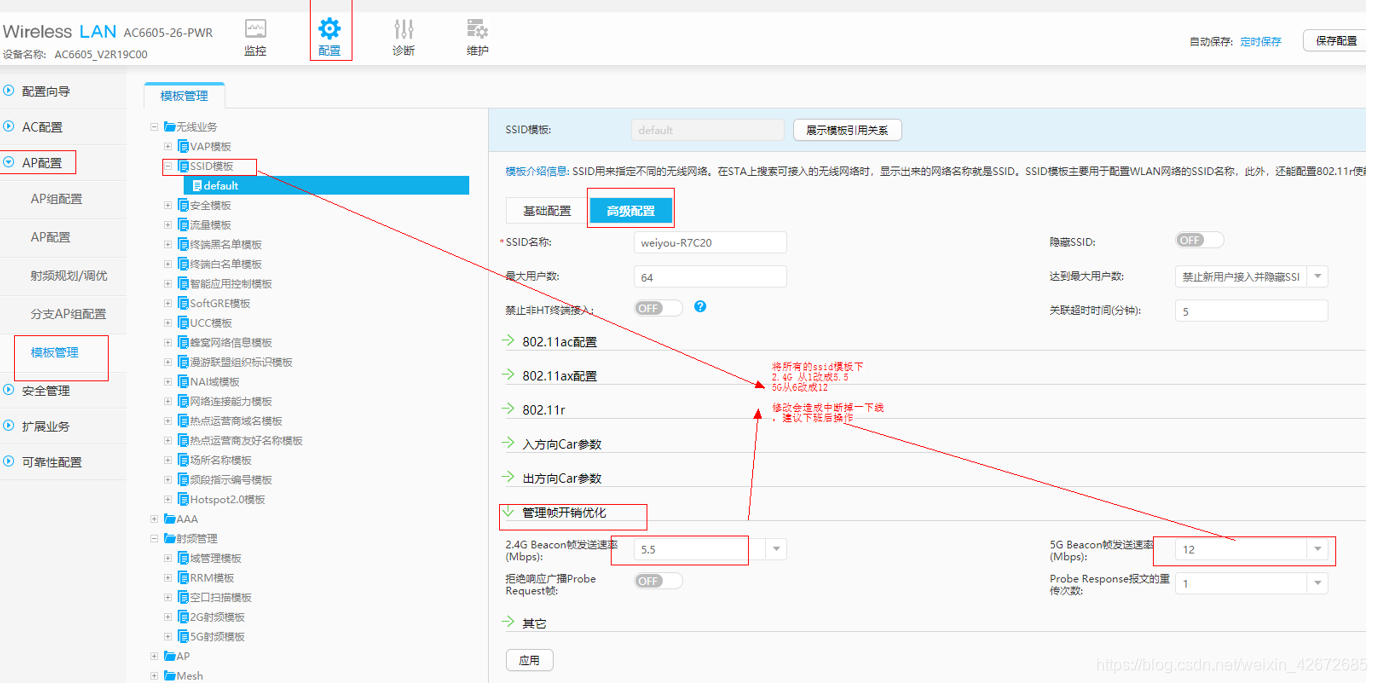 Wireless LAN AC6605-26-PWR
设备名称: AC6605_V2R19C00
监控
配置
诊断
维护
自动保存: 定时保存
保存配置
配置向导
AC配置
AP配置
AP组配置
AP配置
射频规划/调优
分支AP组配置
模板管理
安全管理
扩展业务
可靠性配置
模板管理
无线业务
VAP模板
SSID模板
default
安全模板
流量模板
终端黑名单模板
终端白名单模板
智能应用控制模板
SoftGRE模板
UCC模板
蜂窝网络信息模板
漫游联盟组织标识模板
NAI域模板
网络连接能力模板
热点运营商域名模板
热点运营商友好名称模板
场所名称模板
频段指示编号模板
Hotspot2.0模板
AAA
射频管理
域管理模板
RRM模板
空口扫描模板
2G射频模板
5G射频模板
AP
Mesh
SSID模板: default 展示模板引用关系
模板介绍信息: SSID用来指定不同的无线网络。在STA上搜索可接入的无线网络时，显示出来的网络名称就是SSID。SSID模板主要用于配置WLAN网络的SSID名称，此外，还能配置802.11r使
基础配置 高级配置
*SSID名称: weiyou-R7C20 隐藏SSID: OFF
最大用户数: 64 达到最大用户数: 禁止新用户接入并隐藏SSI
禁止非HT终端接入: OFF ? 关联超时时间(分钟): 5
802.11ac配置
802.11ax配置
802.11r
入方向Car参数
出方向Car参数
将所有的ssid模板下
2.4G 从1改成5.5
5G从6改成12
修改会造成中断掉一下线
，建议下班后操作
管理帧开销优化
2.4G Beacon帧发送速率
(Mbps): 5.5
5G Beacon帧发送速率
(Mbps): 12
拒绝响应广播Probe
Request帧: OFF
Probe Response报文的重
传次数: 1
其它
应用
https://blog.csdn.net/weixin_42672685